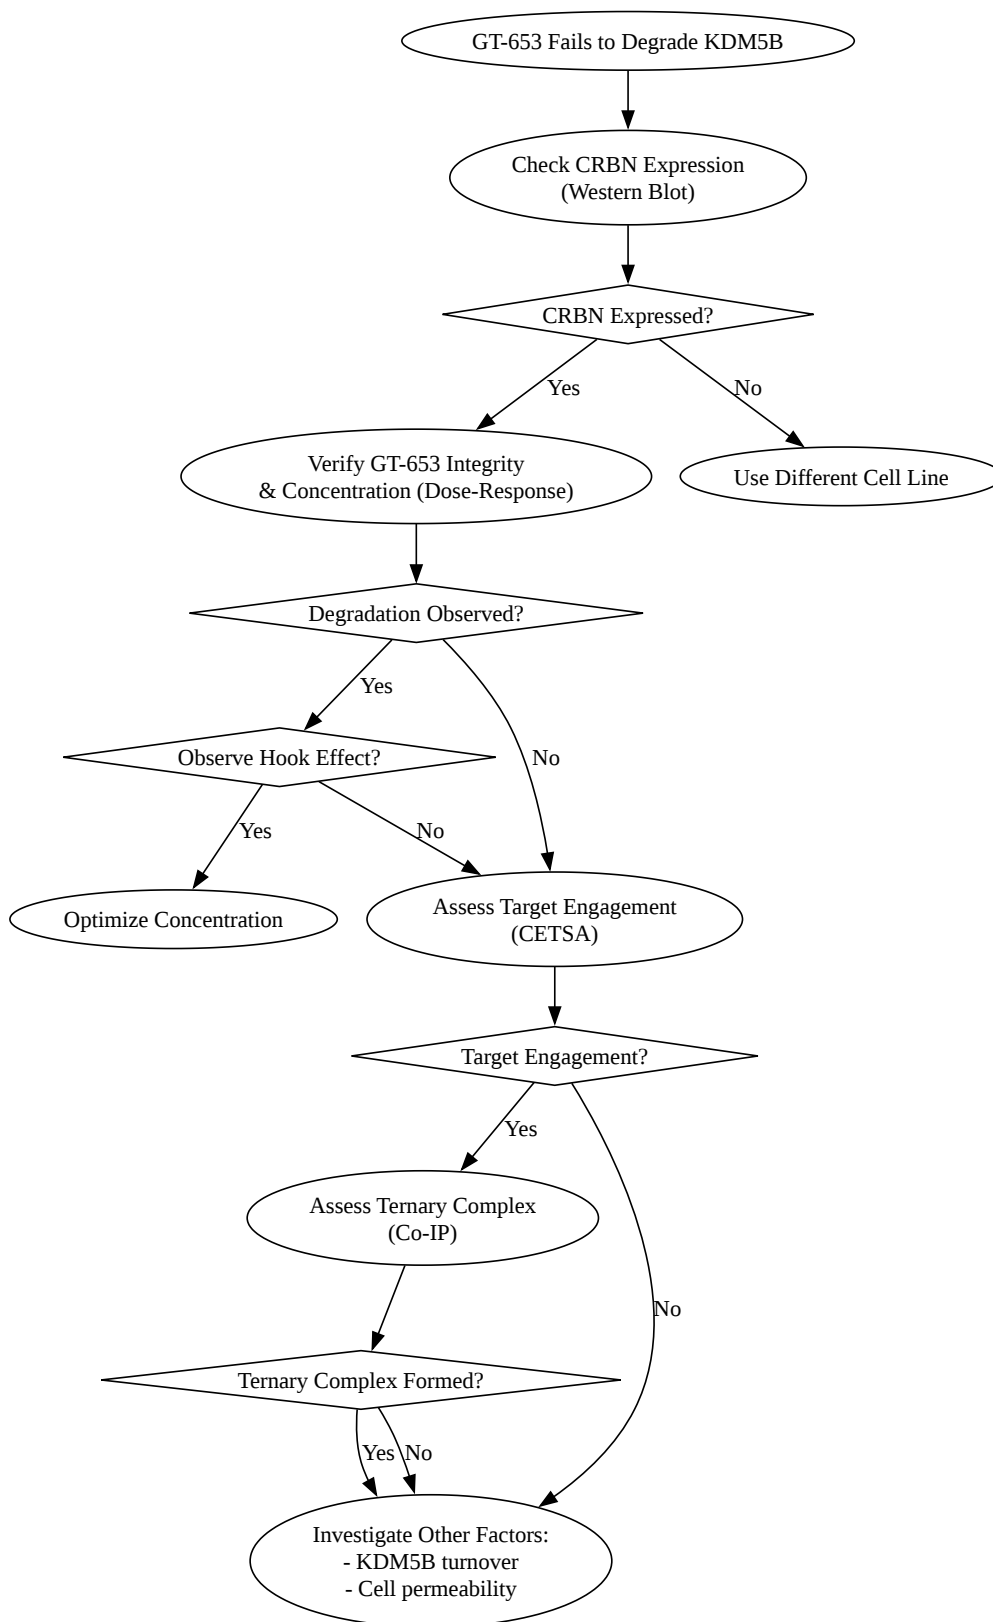 GT-653 Fails to Degrade KDM5B
Check CRBN Expression
(Western Blot)
CRBN Expressed?
Yes
No
Verify GT-653 Integrity
& Concentration (Dose-Response)
Use Different Cell Line
Degradation Observed?
Yes
No
Observe Hook Effect?
Yes
No
Optimize Concentration
Assess Target Engagement
(CETSA)
Target Engagement?
Yes
No
Assess Ternary Complex
(Co-IP)
Ternary Complex Formed?
Yes
No
Investigate Other Factors:
- KDM5B turnover
- Cell permeability